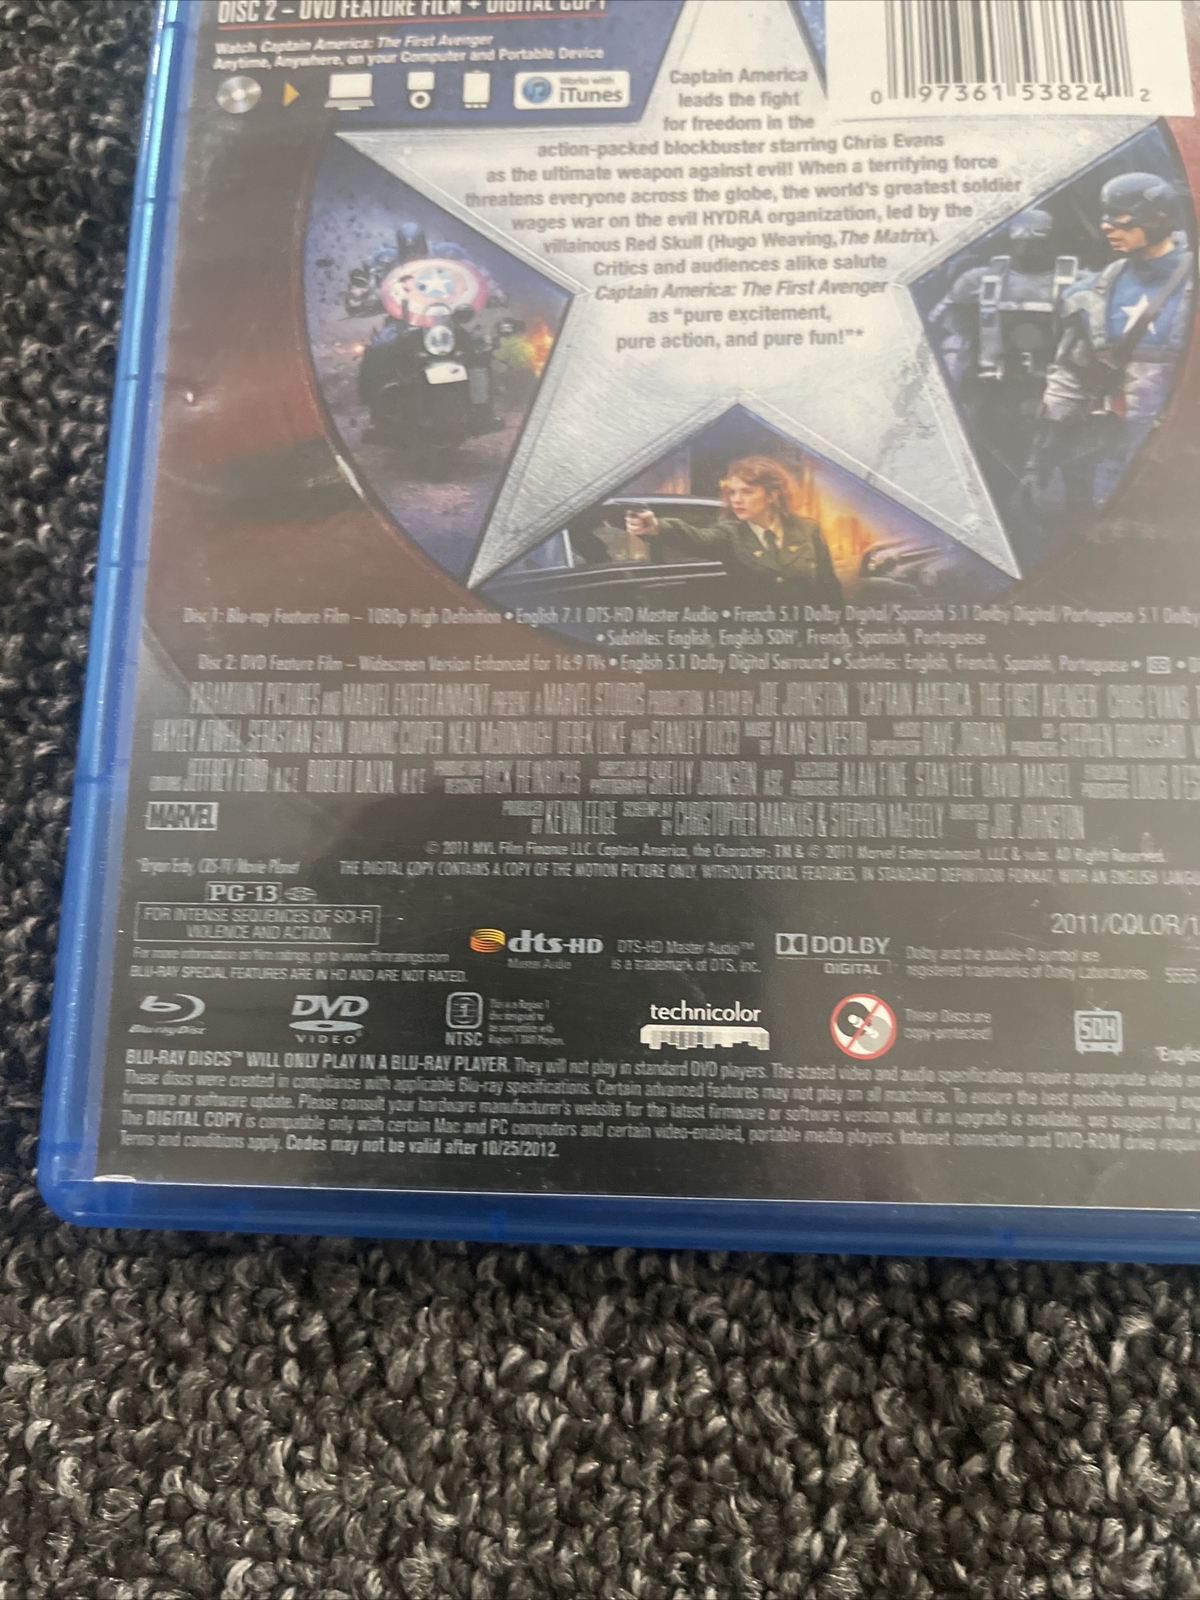 DISC 2 – DVD FEATURE FILM + DIGITAL COPY
Watch Captain America: The First Avenger
Anytime, Anywhere, on your Computer and Portable Device
Works with
iTunes
0 97361 53824 2
Captain America
leads the fight
for freedom in the
action-packed blockbuster starring Chris Evans
as the ultimate weapon against evil! When a terrifying force
threatens everyone across the globe, the world's greatest soldier
wages war on the evil HYDRA organization, led by the
villainous Red Skull (Hugo Weaving, The Matrix).
Critics and audiences alike salute
Captain America: The First Avenger
as "pure excitement,
pure action, and pure fun!"*
Disc 1: Blu-ray Feature Film – 1080p High Definition • English 7.1 DTS-HD Master Audio • French 5.1 Dolby Digital/Spanish 5.1 Dolby Digital/Portuguese 5.1 Dolby
• Subtitles: English, English SDH, French, Spanish, Portuguese
Disc 2: DVD Feature Film – Widescreen Version Enhanced for 16:9 TVs • English 5.1 Dolby Digital Surround • Subtitles: English, French, Spanish, Portuguese •
PARAMOUNT PICTURES AND MARVEL ENTERTAINMENT PRESENT A MARVEL STUDIOS PRODUCTION A FILM BY JOE JOHNSTON "CAPTAIN AMERICA: THE FIRST AVENGER" CHRIS EVANS
HAYLEY ATWELL SEBASTIAN STAN DOMINIC COOPER NEAL McDONOUGH DEREK LUKE AND STANLEY TUCCI MUSIC BY ALAN SILVESTRI DAVE JORDAN STEPHEN BROUSSARD
JEFFREY FORD, A.C.E. ROBERT DALVA, A.C.E. RICK HEINRICHS SHELLY JOHNSON, ASC ALAN FINE STAN LEE DAVID MAISEL LOUIS D'ES
MARVEL
PRODUCED BY KEVIN FEIGE SCREENPLAY BY CHRISTOPHER MARKUS & STEPHEN McFEELY DIRECTED BY JOE JOHNSTON
© 2011 MVL Film Finance LLC. Captain America, the Character: TM & © 2011 Marvel Entertainment, LLC & subs. All Rights Reserved.
*Bryan Erdy, CBS-TV/Movie Planet
THE DIGITAL COPY CONTAINS A COPY OF THE MOTION PICTURE ONLY, WITHOUT SPECIAL FEATURES, IN STANDARD DEFINITION FORMAT, WITH AN ENGLISH LANG
PG-13
FOR INTENSE SEQUENCES OF SCI-FI
VIOLENCE AND ACTION
For more information on film ratings, go to www.filmratings.com
BLU-RAY SPECIAL FEATURES ARE IN HD AND ARE NOT RATED.
dts-HD
Master Audio
DTS-HD Master Audio™
is a trademark of DTS, Inc.
DOLBY
DIGITAL
Dolby and the double-D symbol are
registered trademarks of Dolby Laboratories
2011/COLOR/1
Blu-ray Disc
DVD
VIDEO
NTSC
technicolor
These Discs are
copy-protected
SDH
*Englis
BLU-RAY DISCS™ WILL ONLY PLAY IN A BLU-RAY PLAYER. They will not play in standard DVD players. The stated video and audio specifications require appropriate video
These discs were created in compliance with applicable Blu-ray specifications. Certain advanced features may not play on all machines. To ensure the best possible viewing
firmware or software update. Please consult your hardware manufacturer's website for the latest firmware or software version and, if an upgrade is available, we suggest that
The DIGITAL COPY is compatible only with certain Mac and PC computers and certain video-enabled, portable media players. Internet connection and DVD-ROM drive
Terms and conditions apply. Codes may not be valid after 10/25/2012.